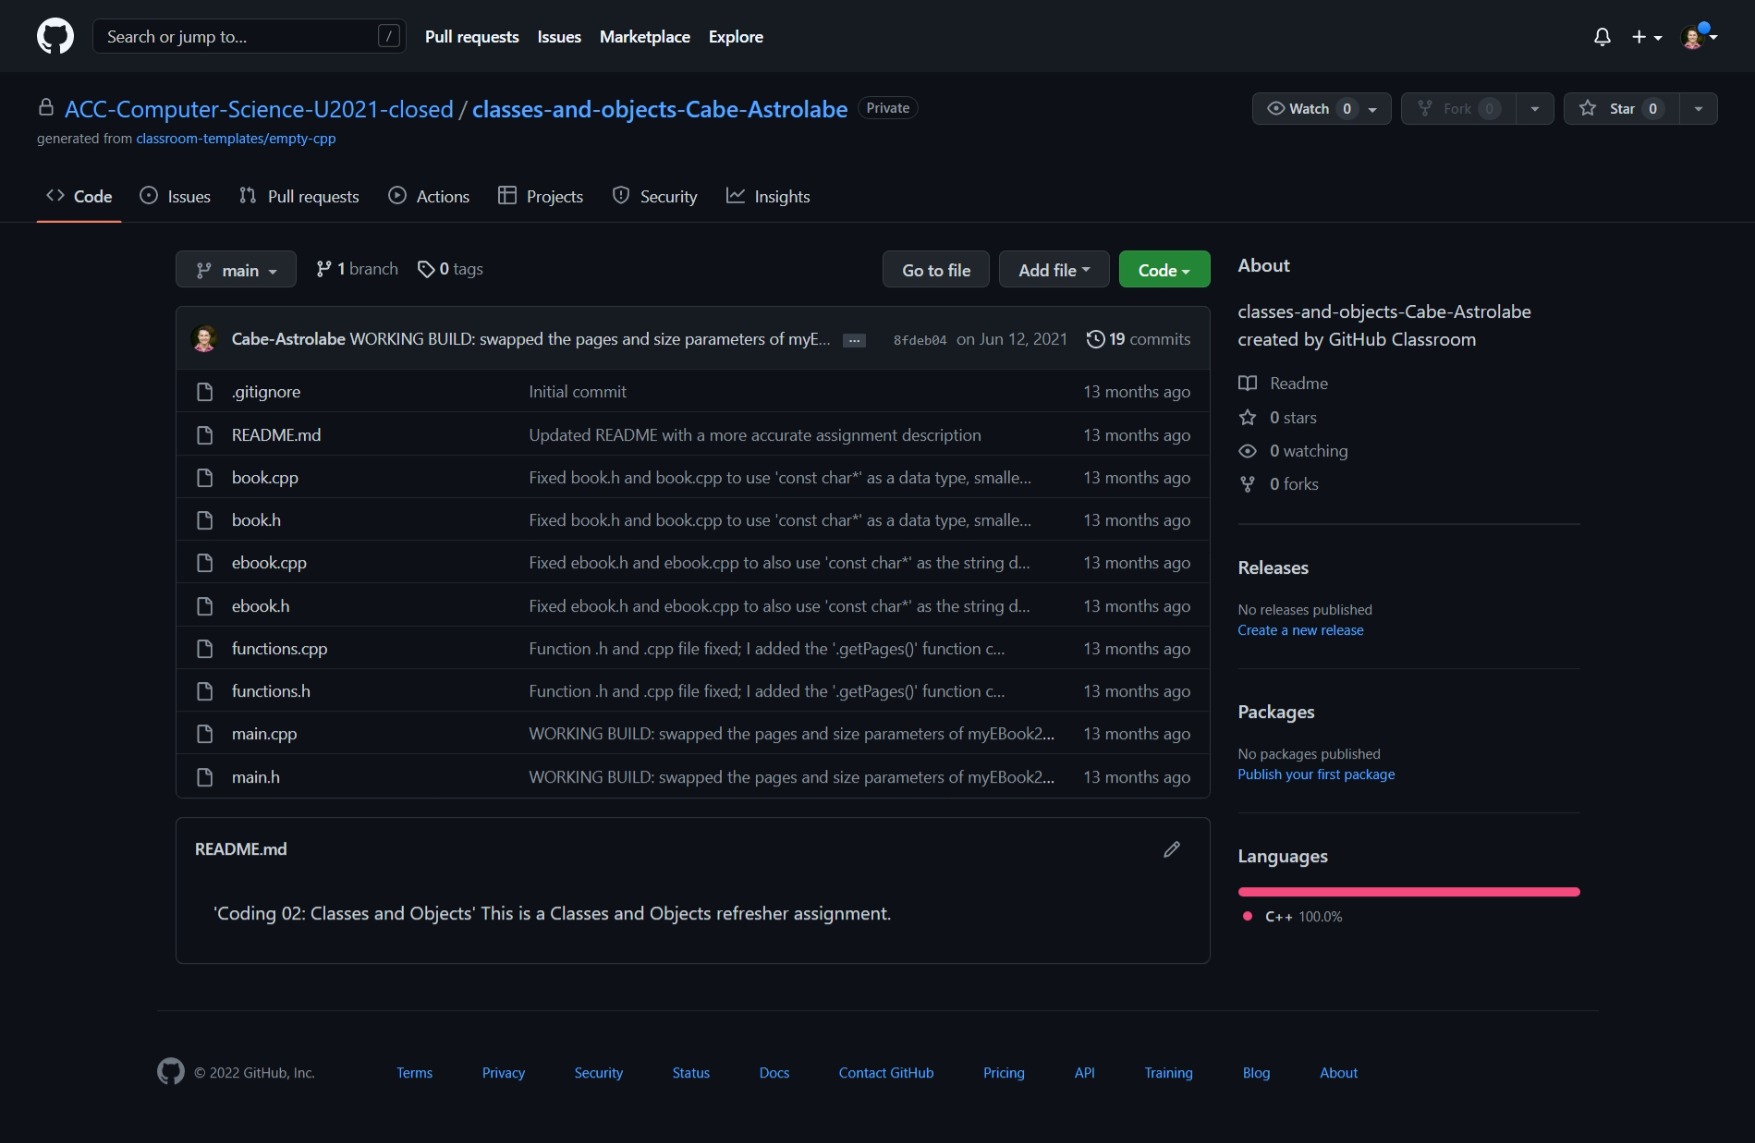 Search or jump to... /
Pull requests Issues Marketplace Explore
ACC-Computer-Science-U2021-closed / classes-and-objects-Cabe-Astrolabe Private
Watch 0 Fork 0 Star 0
generated from classroom-templates/empty-cpp
Code Issues Pull requests Actions Projects Security Insights
main 1 branch 0 tags
Go to file Add file Code
Cabe-Astrolabe WORKING BUILD: swapped the pages and size parameters of myE... ... 8fdeb04 on Jun 12, 2021 19 commits
.gitignore Initial commit 13 months ago
README.md Updated README with a more accurate assignment description 13 months ago
book.cpp Fixed book.h and book.cpp to use 'const char*' as a data type, smalle... 13 months ago
book.h Fixed book.h and book.cpp to use 'const char*' as a data type, smalle... 13 months ago
ebook.cpp Fixed ebook.h and ebook.cpp to also use 'const char*' as the string d... 13 months ago
ebook.h Fixed ebook.h and ebook.cpp to also use 'const char*' as the string d... 13 months ago
functions.cpp Function .h and .cpp file fixed; I added the '.getPages()' function c... 13 months ago
functions.h Function .h and .cpp file fixed; I added the '.getPages()' function c... 13 months ago
main.cpp WORKING BUILD: swapped the pages and size parameters of myEBook2... 13 months ago
main.h WORKING BUILD: swapped the pages and size parameters of myEBook2... 13 months ago
README.md
'Coding 02: Classes and Objects' This is a Classes and Objects refresher assignment.
About
classes-and-objects-Cabe-Astrolabe
created by GitHub Classroom
Readme
0 stars
0 watching
0 forks
Releases
No releases published
Create a new release
Packages
No packages published
Publish your first package
Languages
C++ 100.0%
© 2022 GitHub, Inc. Terms Privacy Security Status Docs Contact GitHub Pricing API Training Blog About